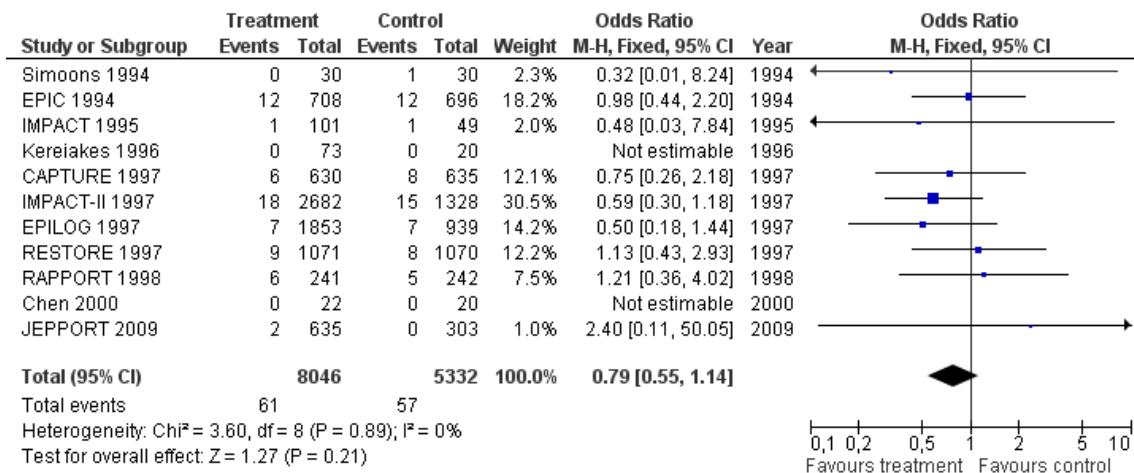 Treatment Control Odds Ratio Odds Ratio
Study or Subgroup Events Total Events Total Weight M-H, Fixed, 95% CI Year M-H, Fixed, 95% CI
Simoons 1994 0 30 1 30 2.3% 0.32 [0.01, 8.24] 1994
EPIC 1994 12 708 12 696 18.2% 0.98 [0.44, 2.20] 1994
IMPACT 1995 1 101 1 49 2.0% 0.48 [0.03, 7.84] 1995
Kereiakes 1996 0 73 0 20 Not estimable 1996
CAPTURE 1997 6 630 8 635 12.1% 0.75 [0.26, 2.18] 1997
IMPACT-II 1997 18 2682 15 1328 30.5% 0.59 [0.30, 1.18] 1997
EPILOG 1997 7 1853 7 939 14.2% 0.50 [0.18, 1.44] 1997
RESTORE 1997 9 1071 8 1070 12.2% 1.13 [0.43, 2.93] 1997
RAPPORT 1998 6 241 5 242 7.5% 1.21 [0.36, 4.02] 1998
Chen 2000 0 22 0 20 Not estimable 2000
JEPPORT 2009 2 635 0 303 1.0% 2.40 [0.11, 50.05] 2009
Total (95% CI) 8046 5332 100.0% 0.79 [0.55, 1.14]
Total events 61 57
Heterogeneity: Chi² = 3.60, df = 8 (P = 0.89); I² = 0%
Test for overall effect: Z = 1.27 (P = 0.21)
0,1 0,2 0,5 1 2 5 10
Favours treatment Favours control